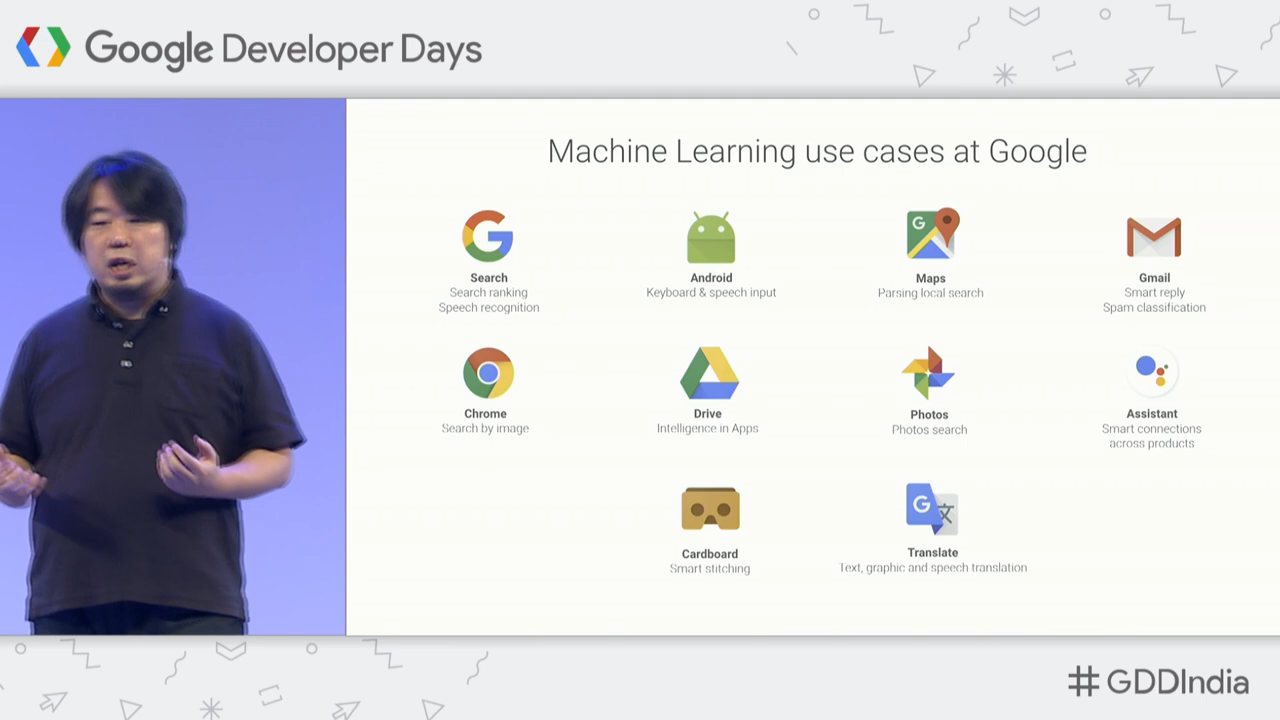 Google Developer Days
Machine Learning use cases at Google
G
Search
Search ranking
Speech recognition
Android
Keyboard & speech input
G
Maps
Parsing local search
Gmail
Smart reply
Spam classification
Chrome
Search by image
Drive
Intelligence in Apps
Photos
Photos search
Assistant
Smart connections
across products
Cardboard
Smart stitching
G 文
Translate
Text, graphic and speech translation
#GDDIndia